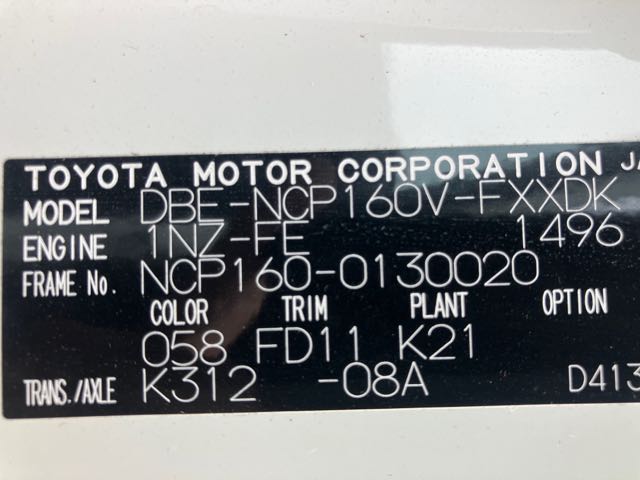 TOYOTA MOTOR CORPORATION JA
MODEL DBE-NCP160V-FXXDK
ENGINE 1NZ-FE 1496
FRAME No. NCP160-0130020
COLOR TRIM PLANT OPTION
058 FD11 K21
TRANS./AXLE K312 -08A D413